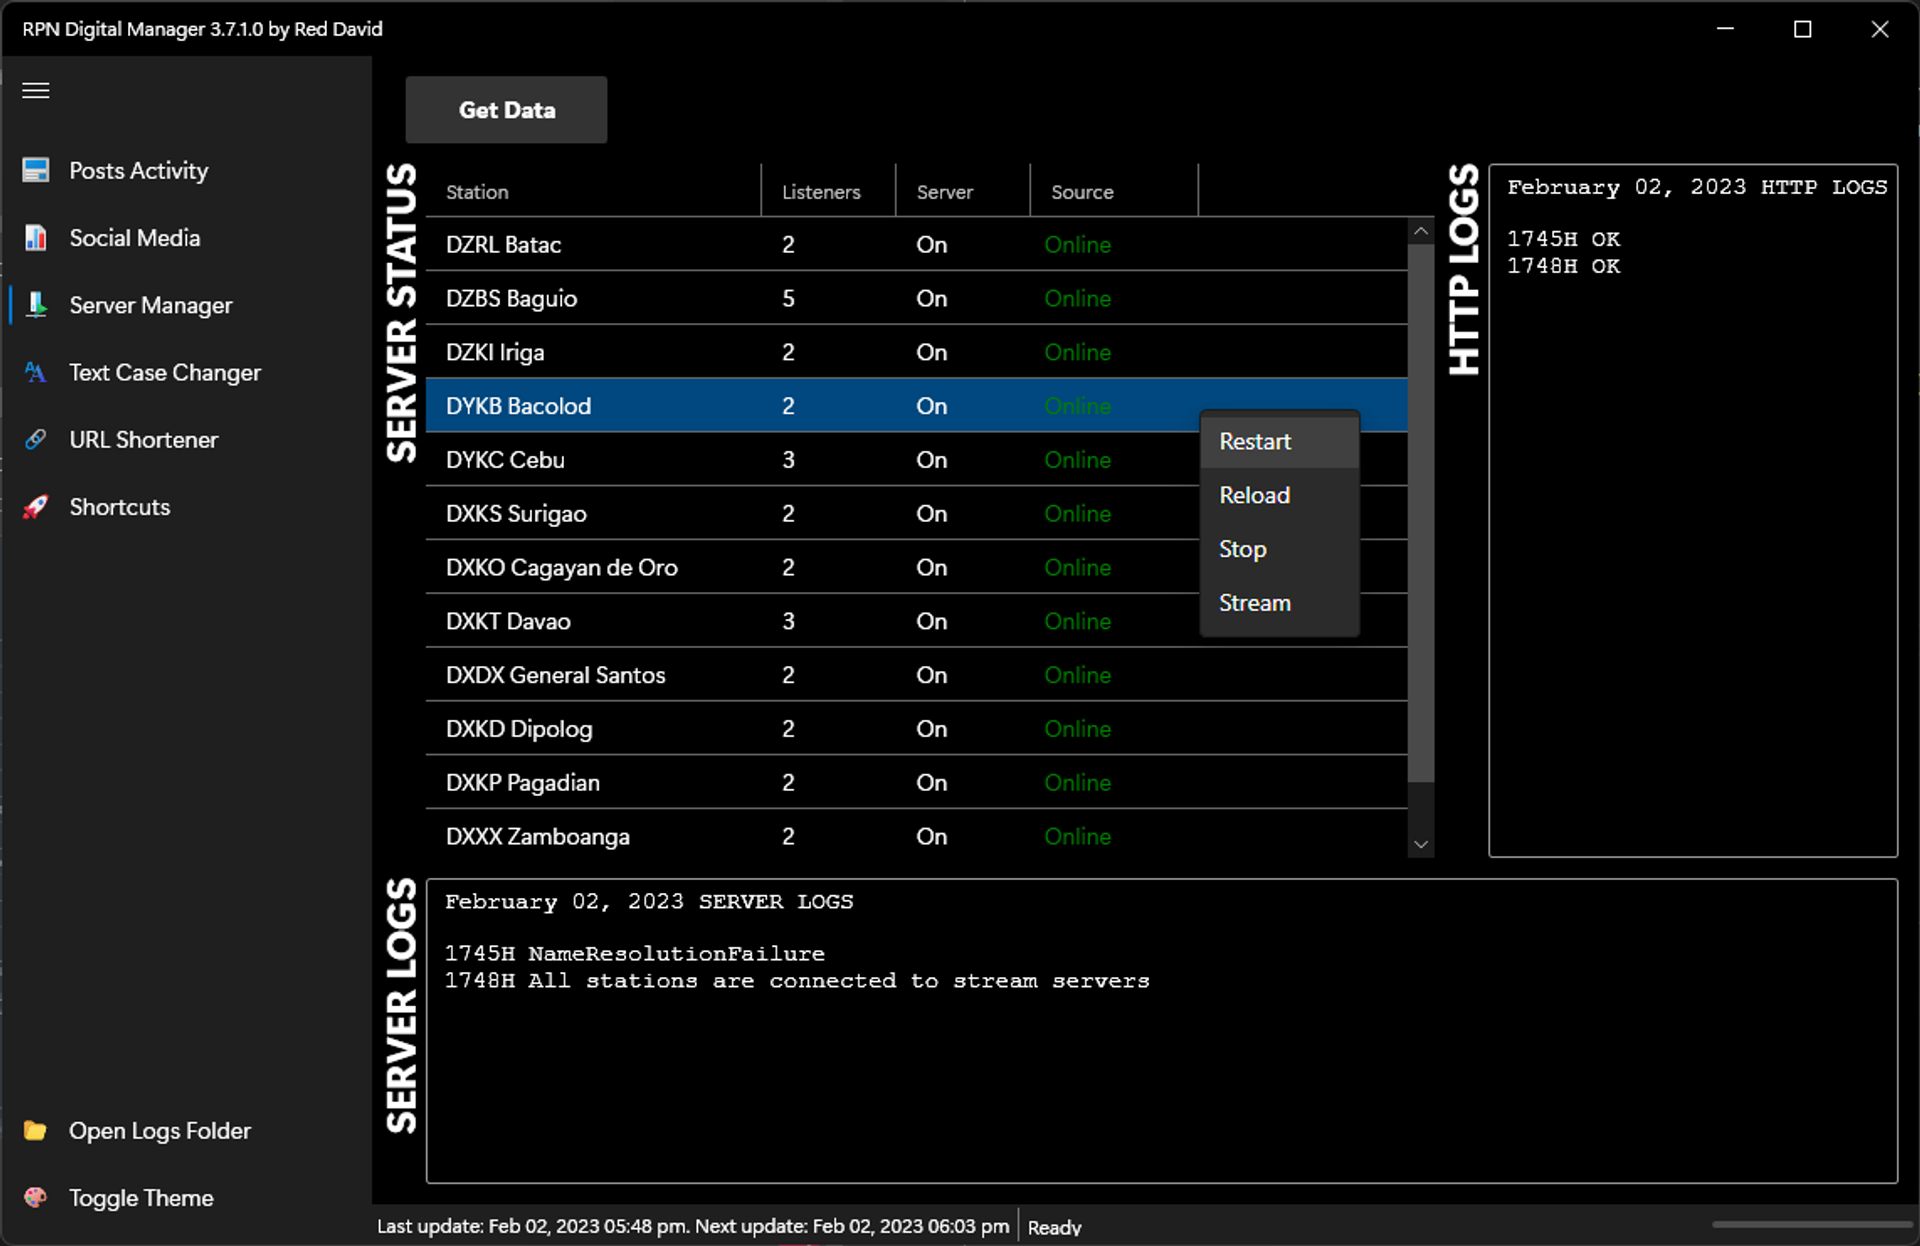 RPN Digital Manager 3.7.1.0 by Red David
Posts Activity
Social Media
Server Manager
Text Case Changer
URL Shortener
Shortcuts
Open Logs Folder
Toggle Theme
Get Data
SERVER STATUS
Station Listeners Server Source
DZRL Batac 2 On Online
DZBS Baguio 5 On Online
DZKI Iriga 2 On Online
DYKB Bacolod 2 On Online
DYKC Cebu 3 On Online
DXKS Surigao 2 On Online
DXKO Cagayan de Oro 2 On Online
DXKT Davao 3 On Online
DXDX General Santos 2 On Online
DXKD Dipolog 2 On Online
DXKP Pagadian 2 On Online
DXXX Zamboanga 2 On Online
Restart
Reload
Stop
Stream
HTTP LOGS
February 02, 2023 HTTP LOGS
1745H OK
1748H OK
SERVER LOGS
February 02, 2023 SERVER LOGS
1745H NameResolutionFailure
1748H All stations are connected to stream servers
Last update: Feb 02, 2023 05:48 pm. Next update: Feb 02, 2023 06:03 pm
Ready